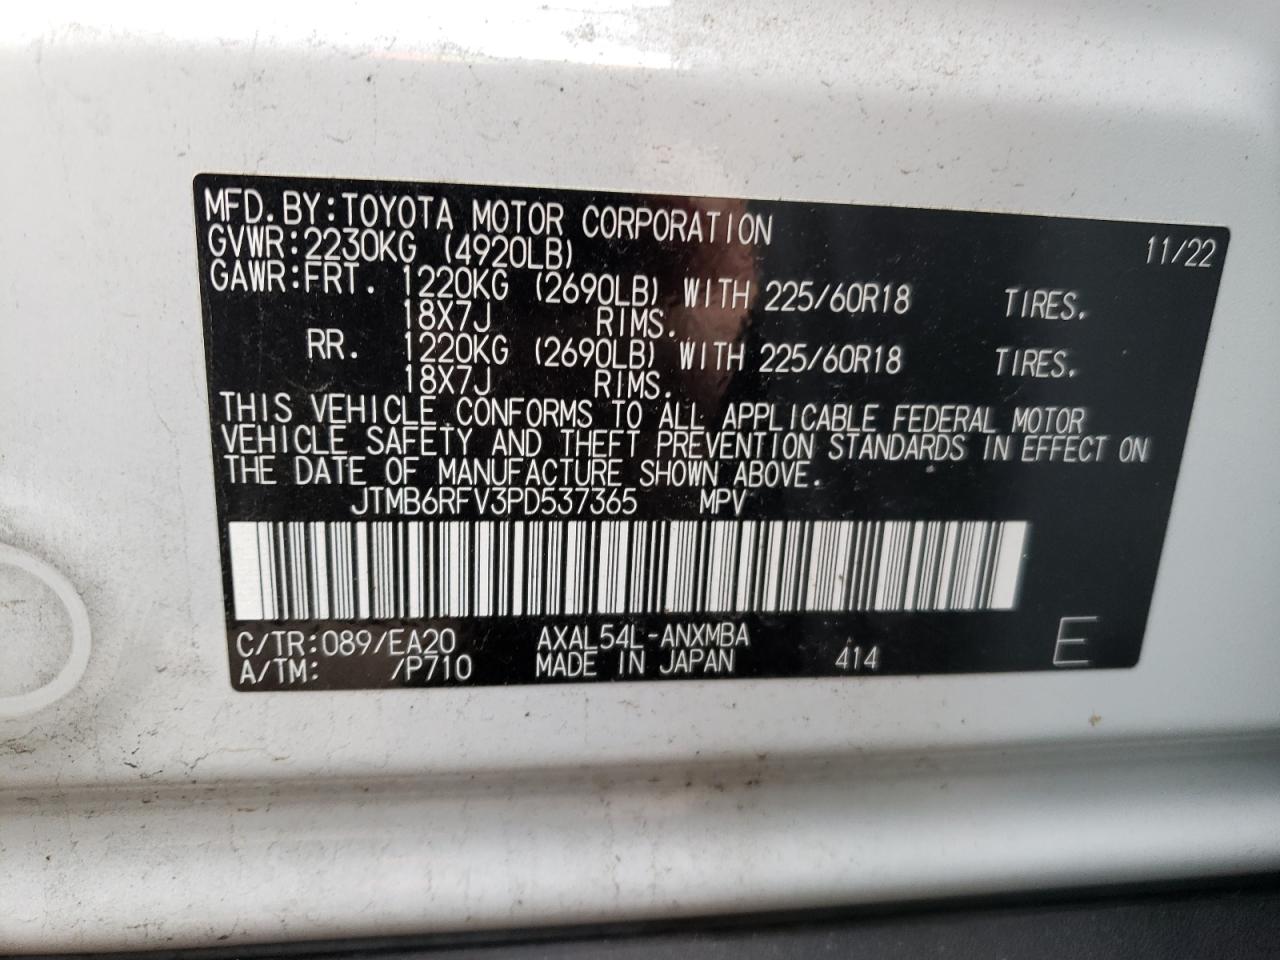 MFD.BY:TOYOTA MOTOR CORPORATION 11/22
GVWR:2230KG (4920LB)
GAWR:FRT. 1220KG (2690LB) WITH 225/60R18 TIRES.
18X7J RIMS.
RR. 1220KG (2690LB) WITH 225/60R18 TIRES.
18X7J RIMS.
THIS VEHICLE CONFORMS TO ALL APPLICABLE FEDERAL MOTOR
VEHICLE SAFETY AND THEFT PREVENTION STANDARDS IN EFFECT ON
THE DATE OF MANUFACTURE SHOWN ABOVE.
JTMB6RFV3PD537365 MPV
C/TR:089/EA20 AXAL54L-ANXMBA
A/TM: /P710 MADE IN JAPAN 414 E